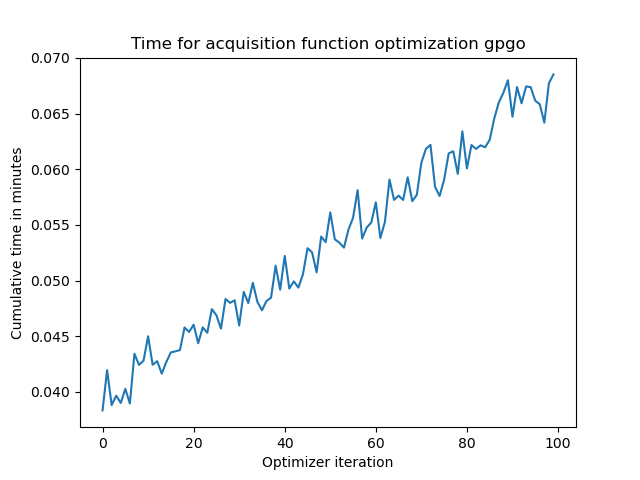 Time for acquisition function optimization gpgo
0.070
0.065
0.060
0.055
0.050
0.045
0.040
Cumulative time in minutes
0 20 40 60 80 100
Optimizer iteration